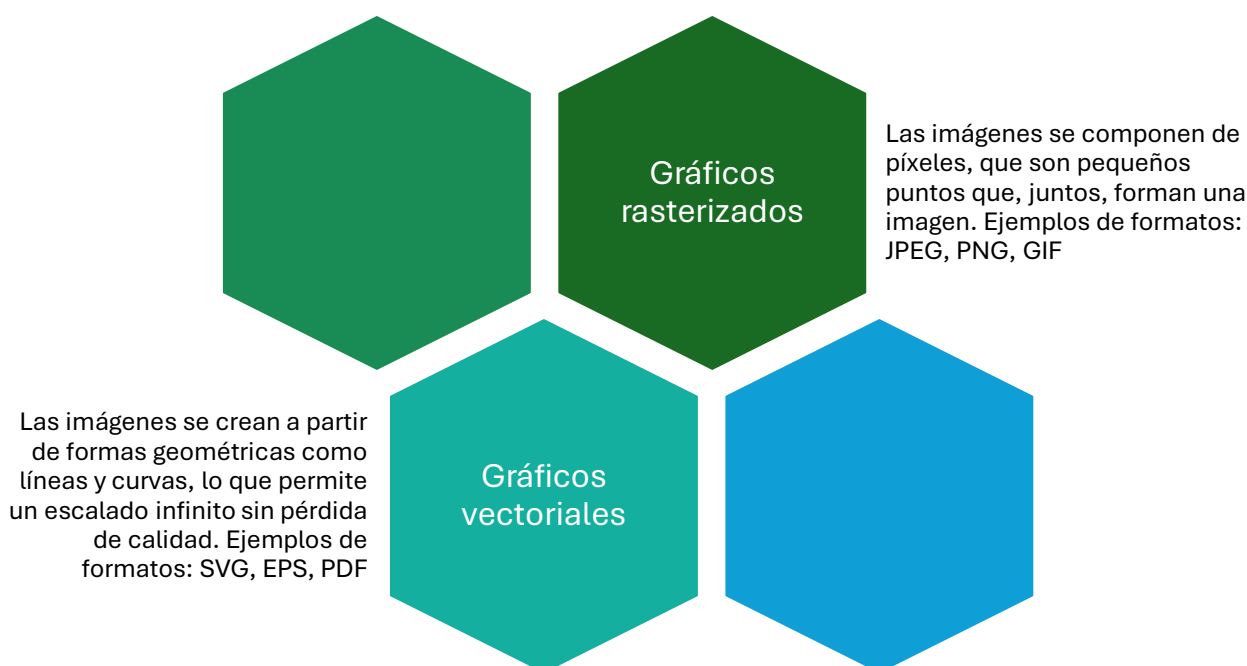 Gráficos
rasterizados
Las imágenes se componen de
píxeles, que son pequeños
puntos que, juntos, forman una
imagen. Ejemplos de formatos:
JPEG, PNG, GIF
Las imágenes se crean a partir
de formas geométricas como
líneas y curvas, lo que permite
un escalado infinito sin pérdida
de calidad. Ejemplos de
formatos: SVG, EPS, PDF
Gráficos
vectoriales